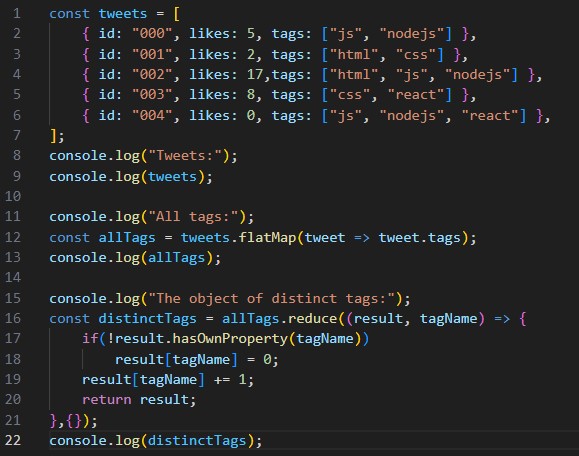 1 const tweets = [
2     { id: "000", likes: 5, tags: ["js", "nodejs"] },
3     { id: "001", likes: 2, tags: ["html", "css"] },
4     { id: "002", likes: 17,tags: ["html", "js", "nodejs"] },
5     { id: "003", likes: 8, tags: ["css", "react"] },
6     { id: "004", likes: 0, tags: ["js", "nodejs", "react"] },
7 ];
8 console.log("Tweets:");
9 console.log(tweets);
10
11 console.log("All tags:");
12 const allTags = tweets.flatMap(tweet => tweet.tags);
13 console.log(allTags);
14
15 console.log("The object of distinct tags:");
16 const distinctTags = allTags.reduce((result, tagName) => {
17     if(!result.hasOwnProperty(tagName))
18         result[tagName] = 0;
19     result[tagName] += 1;
20     return result;
21 },{});
22 console.log(distinctTags);